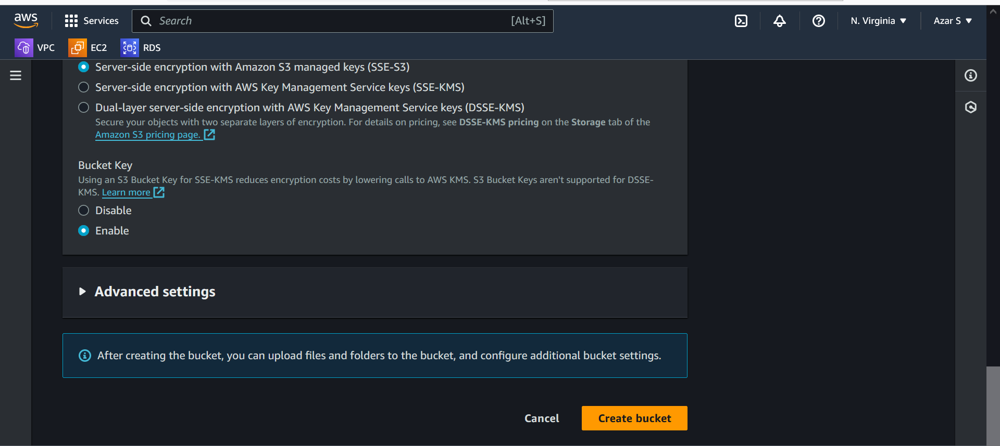 aws
Services
Search [Alt+S]
N. Virginia
Azar S
VPC
EC2
RDS
Server-side encryption with Amazon S3 managed keys (SSE-S3)
Server-side encryption with AWS Key Management Service keys (SSE-KMS)
Dual-layer server-side encryption with AWS Key Management Service keys (DSSE-KMS)
Secure your objects with two separate layers of encryption. For details on pricing, see DSSE-KMS pricing on the Storage tab of the
Amazon S3 pricing page.
Bucket Key
Using an S3 Bucket Key for SSE-KMS reduces encryption costs by lowering calls to AWS KMS. S3 Bucket Keys aren't supported for DSSE-
KMS. Learn more
Disable
Enable
Advanced settings
After creating the bucket, you can upload files and folders to the bucket, and configure additional bucket settings.
Cancel
Create bucket